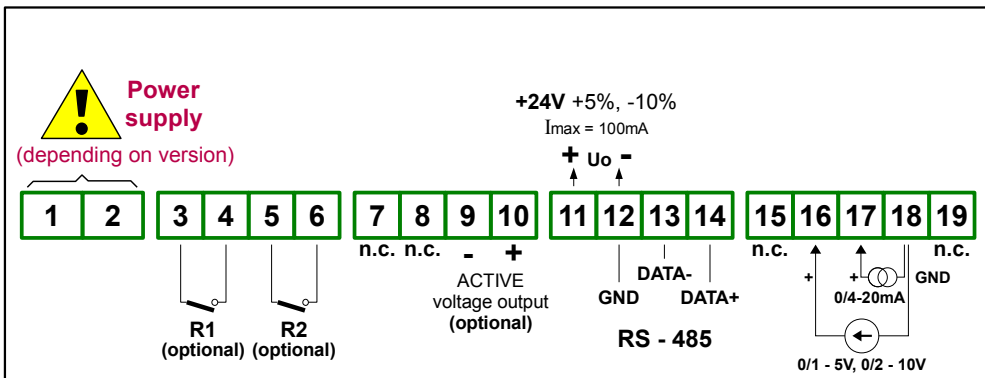 Power
supply
(depending on version)
+24V +5%, -10%
Imax = 100mA
+ Uo -
1 2 3 4 5 6 7 8 9 10 11 12 13 14 15 16 17 18 19
n.c. n.c. - + n.c. n.c.
R1
(optional)
R2
(optional)
ACTIVE
voltage output
(optional)
DATA-
GND DATA+
RS - 485
+ + GND
0/4-20mA
0/1 - 5V, 0/2 - 10V